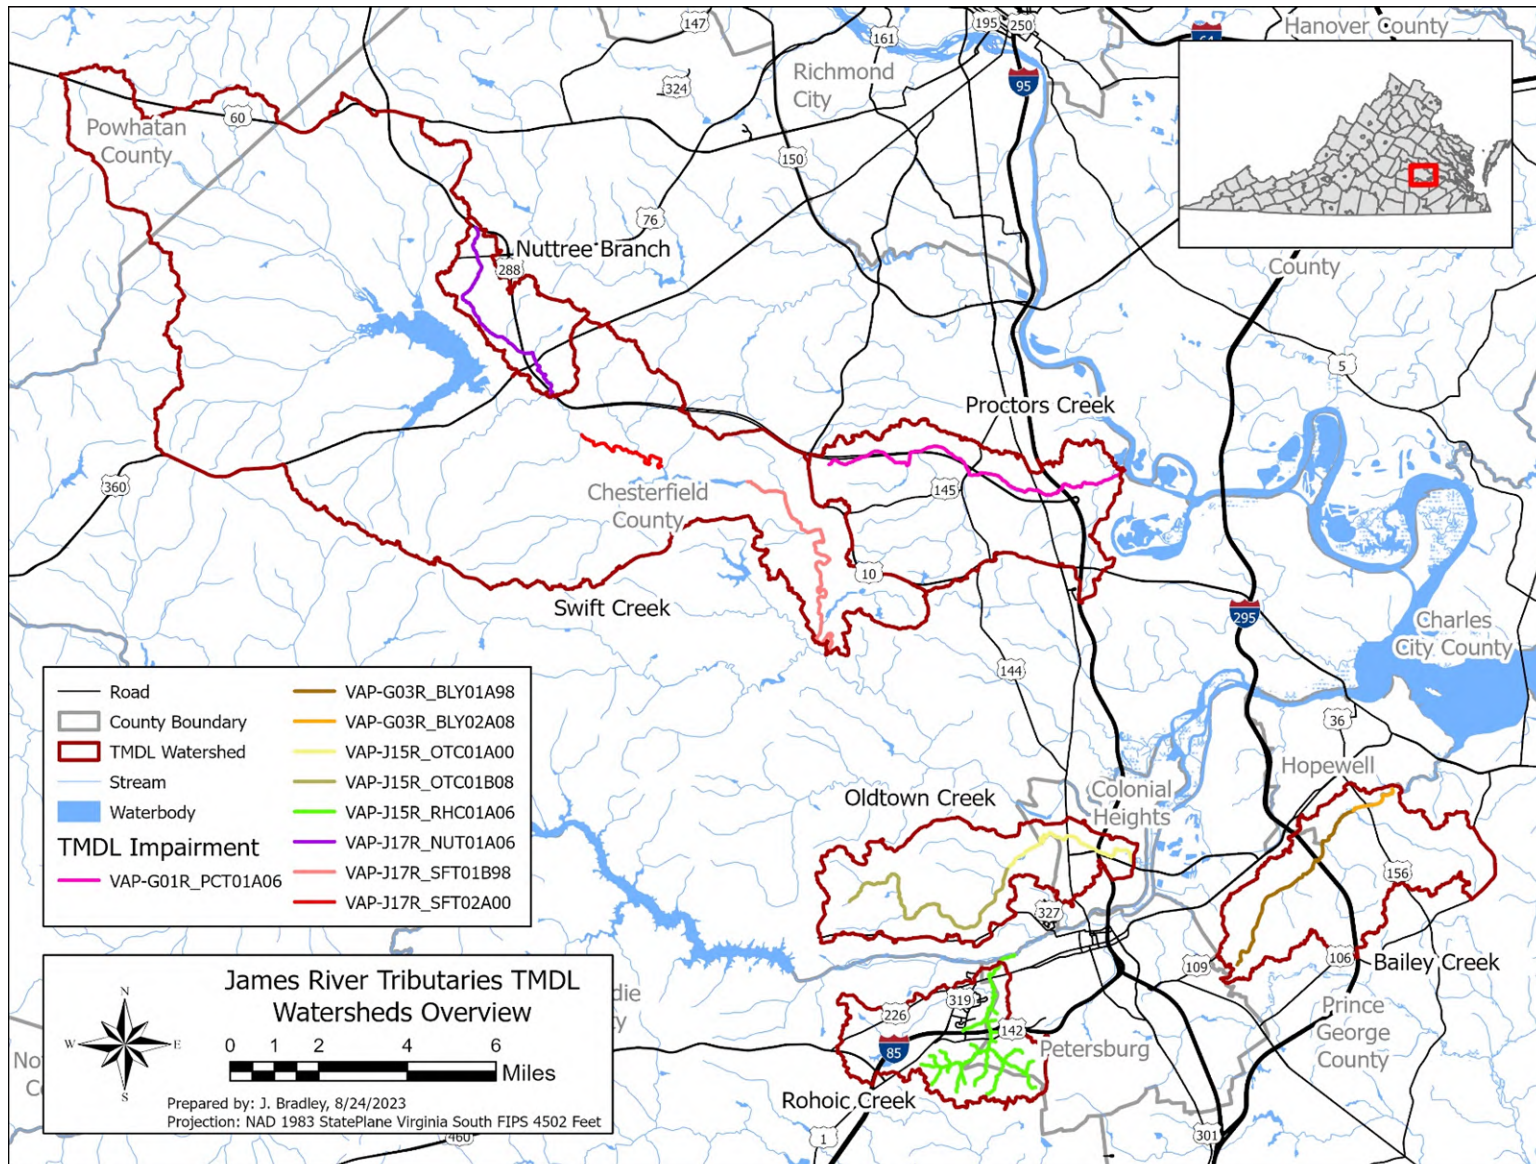 147
195
250
Hanover County
161
64
Richmond
City
95
324
60
Powhatan
County
150
76
Nuttree Branch
288
County
5
Proctors Creek
360
Chesterfield
County
145
10
Swift Creek
295
Charles
City County
144
36
Hopewell
Colonial
Heights
Oldtown Creek
156
327
109
106
Bailey Creek
Prince
George
County
319
226
142
85
Petersburg
Rohoic Creek
1
301
460
Road
County Boundary
TMDL Watershed
Stream
Waterbody
TMDL Impairment
VAP-G01R_PCT01A06
VAP-G03R_BLY01A98
VAP-G03R_BLY02A08
VAP-J15R_OTC01A00
VAP-J15R_OTC01B08
VAP-J15R_RHC01A06
VAP-J17R_NUT01A06
VAP-J17R_SFT01B98
VAP-J17R_SFT02A00
James River Tributaries TMDL
Watersheds Overview
N
W E
S
0 1 2 6
Miles
Prepared by: J. Bradley, 8/24/2023
Projection: NAD 1983 StatePlane Virginia South FIPS 4502 Feet